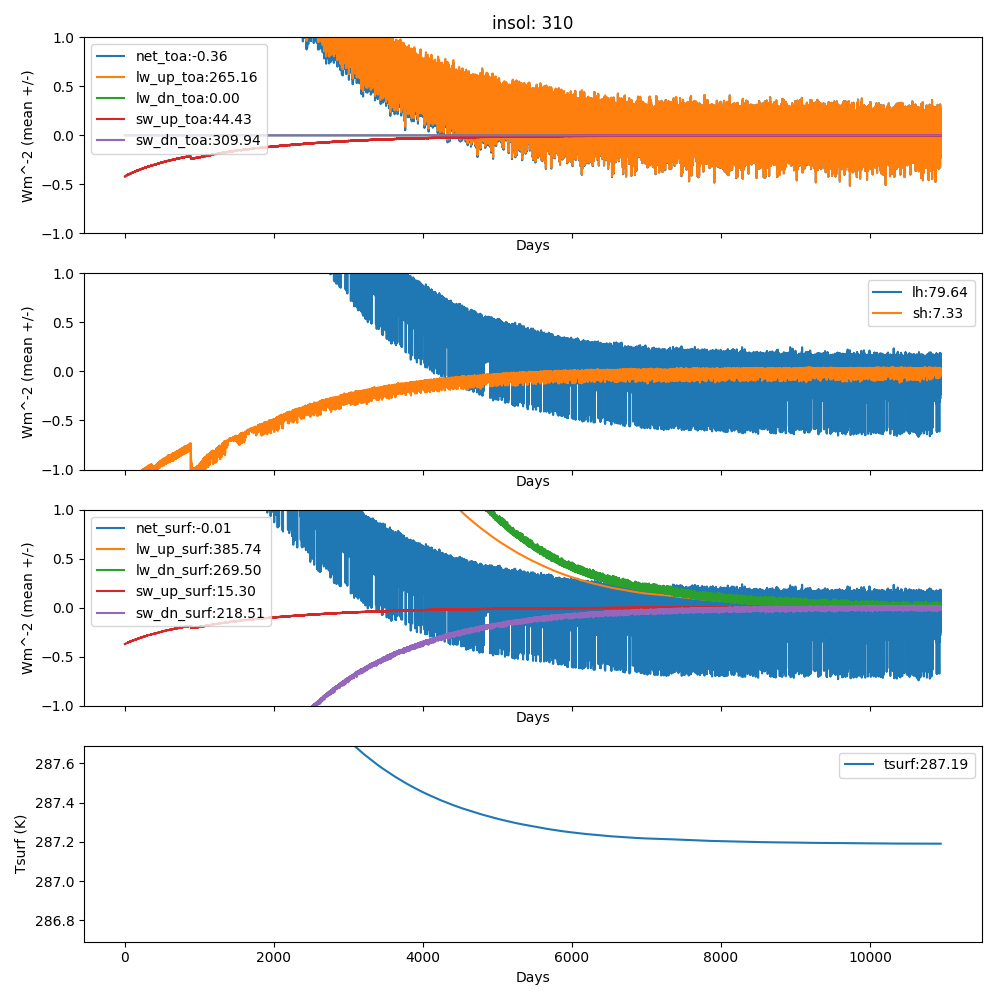 insol: 310
Wm^-2 (mean +/-)
1.0
0.5
0.0
−0.5
−1.0
net_toa:-0.36
lw_up_toa:265.16
lw_dn_toa:0.00
sw_up_toa:44.43
sw_dn_toa:309.94
Days
Wm^-2 (mean +/-)
1.0
0.5
0.0
−0.5
−1.0
lh:79.64
sh:7.33
Days
Wm^-2 (mean +/-)
1.0
0.5
0.0
−0.5
−1.0
net_surf:-0.01
lw_up_surf:385.74
lw_dn_surf:269.50
sw_up_surf:15.30
sw_dn_surf:218.51
Days
Tsurf (K)
287.6
287.4
287.2
287.0
286.8
tsurf:287.19
0 2000 4000 6000 8000 10000
Days